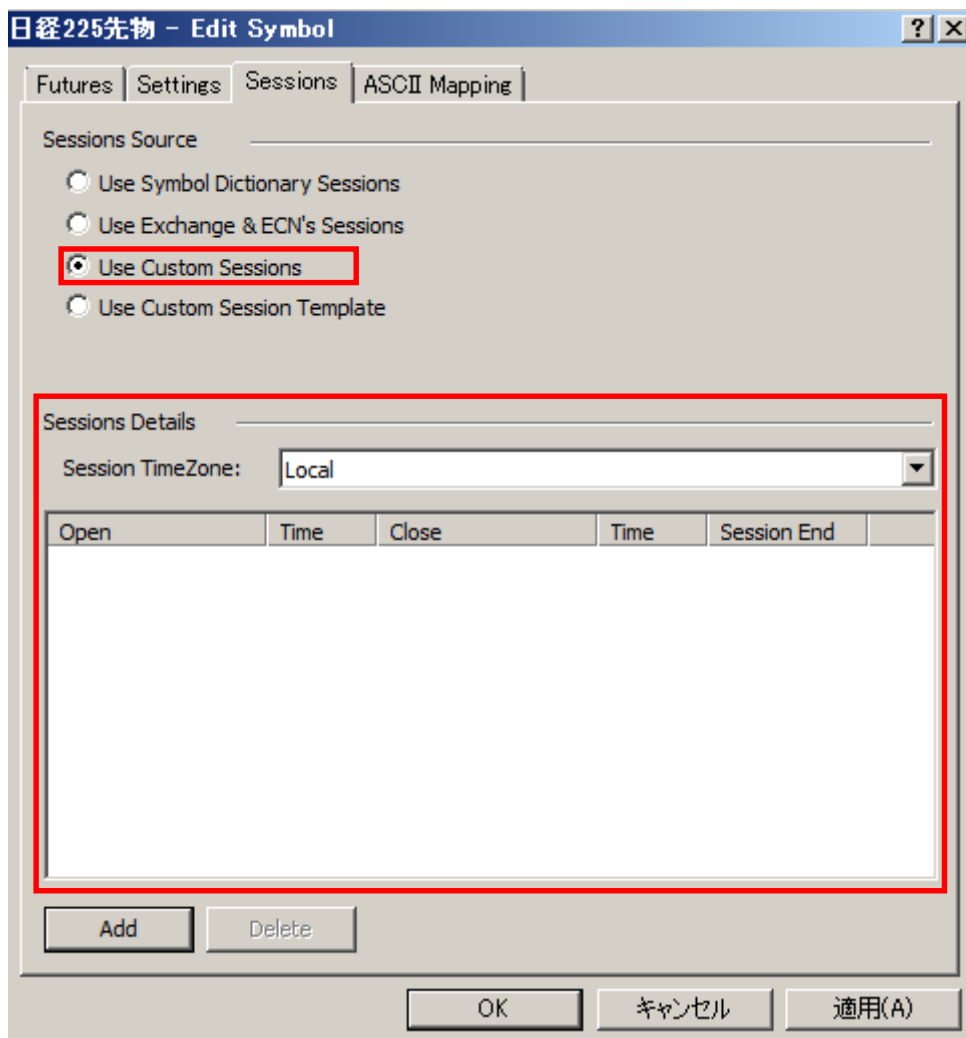 日経225先物 - Edit Symbol
Futures Settings Sessions ASCII Mapping
Sessions Source
Use Symbol Dictionary Sessions
Use Exchange & ECN's Sessions
Use Custom Sessions
Use Custom Session Template
Sessions Details
Session TimeZone: Local
Open Time Close Time Session End
Add Delete
OK キャンセル 適用(A)